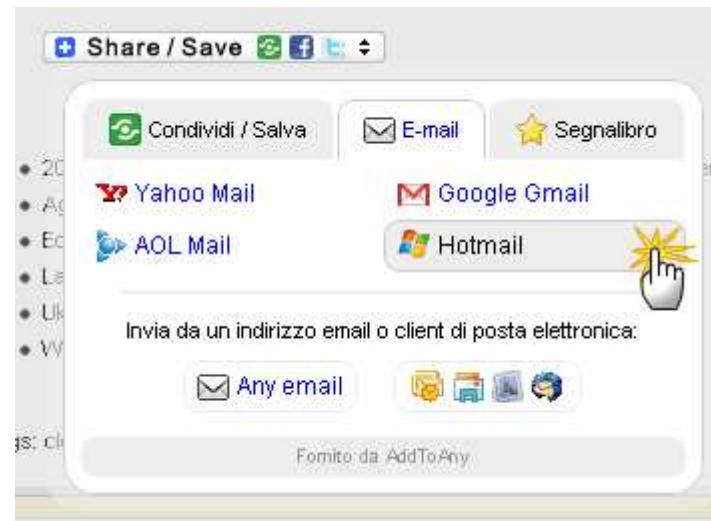 Share / Save
Condividi / Salva E-mail Segnalibro
Yahoo Mail Google Gmail
AOL Mail Hotmail
Invia da un indirizzo email o client di posta elettronica:
Any email
Fornito da AddToAny